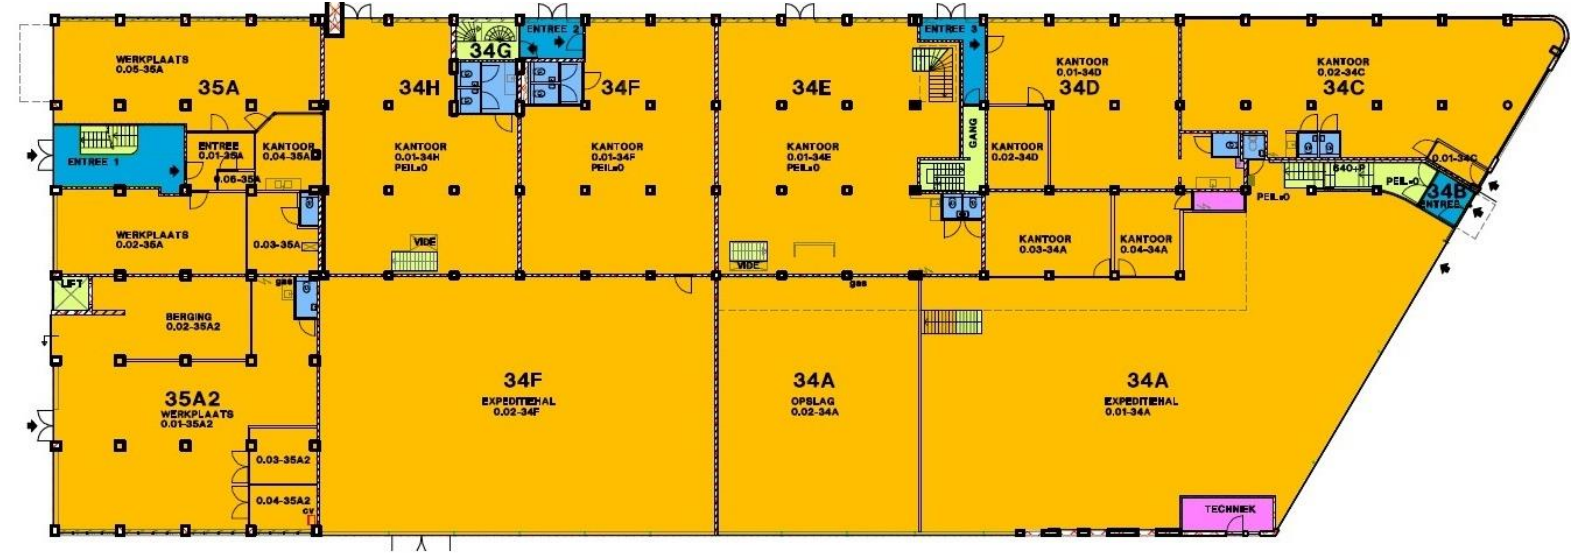 WERKPLAATS
0.05-35A
35A
ENTREE 1
ENTREE
0.01-35A
0.06-35A
KANTOOR
0.04-35A
WERKPLAATS
0.02-35A
0.03-35A
LIFT
gas
BERGING
0.02-35A2
35A2
WERKPLAATS
0.01-35A2
0.03-35A2
0.04-35A2
CV
34H
KANTOOR
0.01-34H
PEIL=0
VIDE
34G
ENTREE 2
34F
KANTOOR
0.01-34F
PEIL=0
34E
KANTOOR
0.01-34E
PEIL=0
VIDE
gas
ENTREE 3
GANG
KANTOOR
0.01-34D
34D
KANTOOR
0.02-34D
KANTOOR
0.02-34C
34C
0.01-34C
640+P
PEIL=0
PEIL=0
34B
ENTREE
KANTOOR
0.03-34A
KANTOOR
0.04-34A
34F
EXPEDITIEHAL
0.02-34F
34A
OPSLAG
0.02-34A
34A
EXPEDITIEHAL
0.01-34A
TECHNIEK